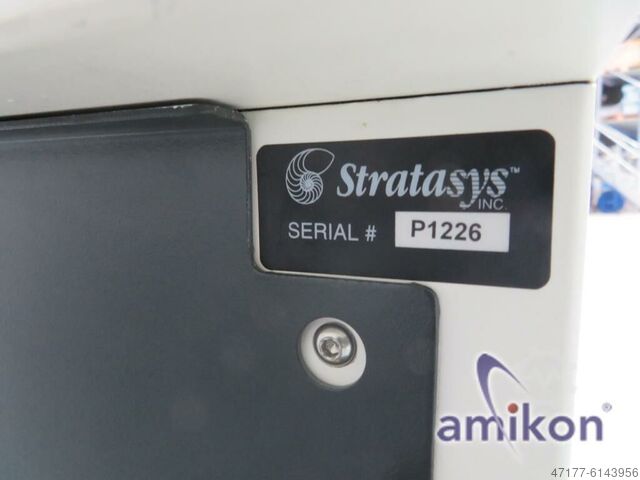 Stratasys™
INC.
SERIAL # P1226
amikon®
47177-6143956